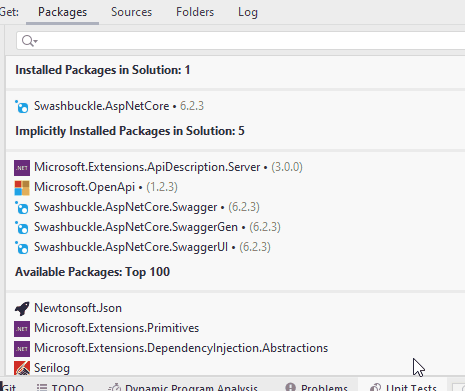 Get: Packages Sources Folders Log
Installed Packages in Solution: 1
Swashbuckle.AspNetCore • 6.2.3
Implicitly Installed Packages in Solution: 5
.NET Microsoft.Extensions.ApiDescription.Server • (3.0.0)
Microsoft.OpenApi • (1.2.3)
Swashbuckle.AspNetCore.Swagger • (6.2.3)
Swashbuckle.AspNetCore.SwaggerGen • (6.2.3)
Swashbuckle.AspNetCore.SwaggerUI • (6.2.3)
Available Packages: Top 100
Newtonsoft.Json
.NET Microsoft.Extensions.Primitives
.NET Microsoft.Extensions.DependencyInjection.Abstractions
Serilog
Git TODO Dynamic Program Analysis Problems Unit Tests